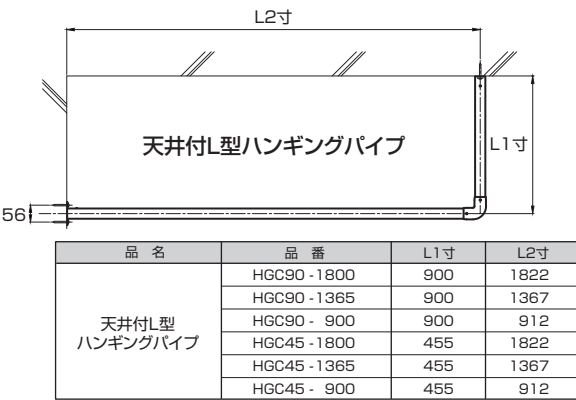 L2寸
天井付L型ハンギングパイプ
L1寸
56
品 名 品 番 L1寸 L2寸
天井付L型
ハンギングパイプ
HGC90 -1800 900 1822
HGC90 -1365 900 1367
HGC90 - 900 900 912
HGC45 -1800 455 1822
HGC45 -1365 455 1367
HGC45 - 900 455 912